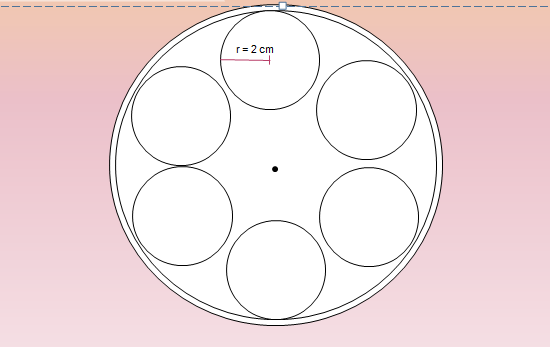 r = 2 cm